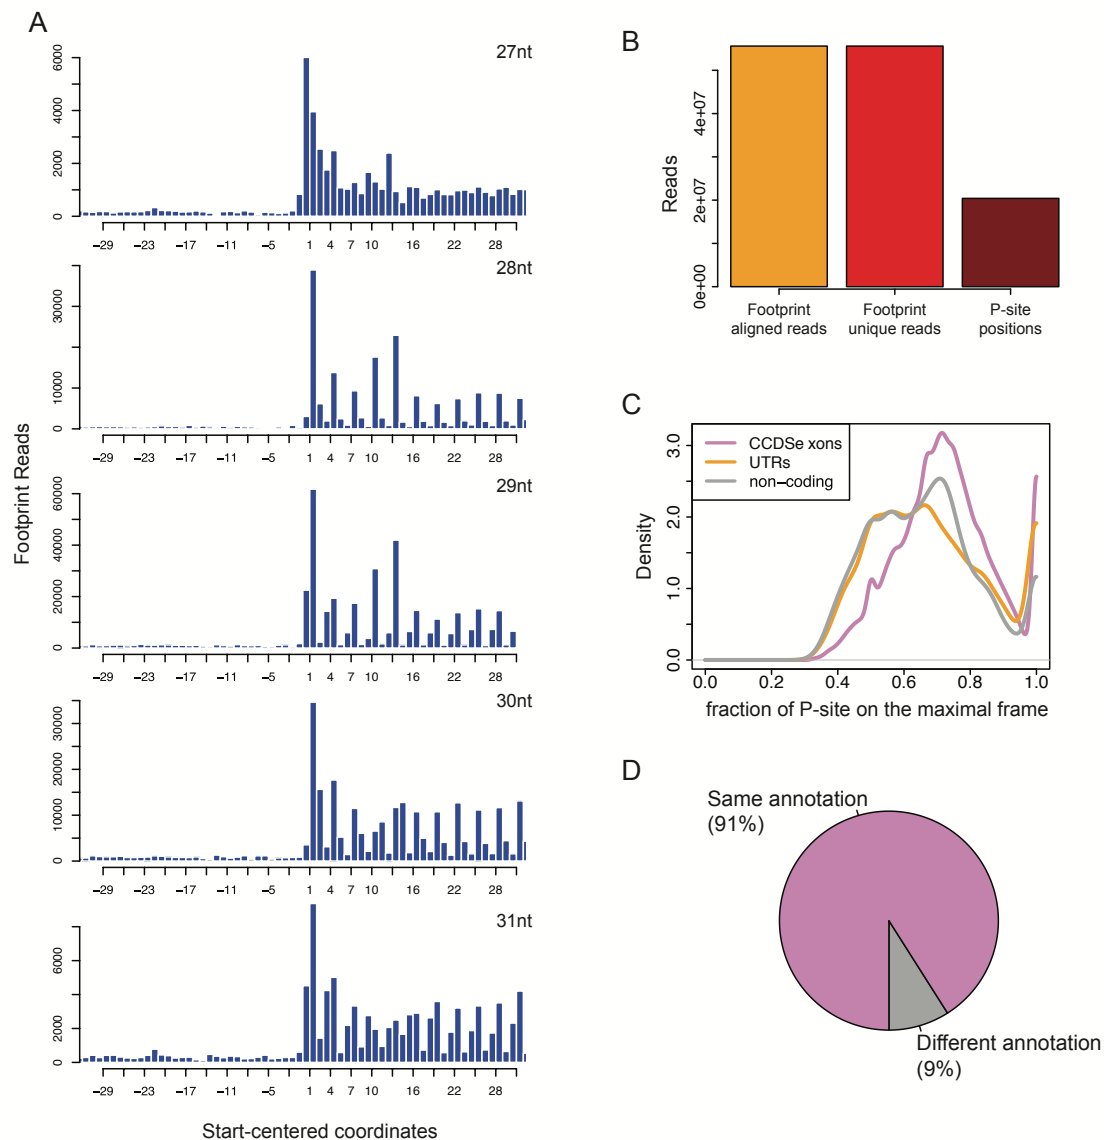 A
27nt
0
2000
4000
6000
−29 −23 −17 −11 −5 1 4 7 10 16 22 28
28nt
0
10000
30000
−29 −23 −17 −11 −5 1 4 7 10 16 22 28
29nt
0
20000
40000
60000
−29 −23 −17 −11 −5 1 4 7 10 16 22 28
30nt
0
10000
20000
30000
−29 −23 −17 −11 −5 1 4 7 10 16 22 28
31nt
0
2000
6000
−29 −23 −17 −11 −5 1 4 7 10 16 22 28
Footprint Reads
Start-centered coordinates
B
Reads
0e+00
2e+07
4e+07
Footprint
aligned reads
Footprint
unique reads
P-site
positions
C
CCDSe xons
UTRs
non−coding
Density
0.0
1.0
2.0
3.0
0.0 0.2 0.4 0.6 0.8 1.0
fraction of P-site on the maximal frame
D
Same annotation
(91%)
Different annotation
(9%)